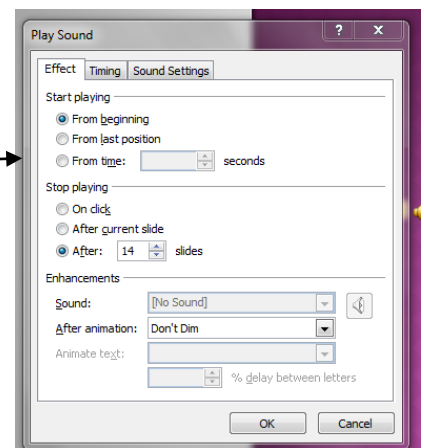 Play Sound ? X
Effect Timing Sound Settings
Start playing
From beginning
From last position
From time: seconds
Stop playing
On click
After current slide
After: 14 slides
Enhancements
Sound: [No Sound]
After animation: Don't Dim
Animate text:
% delay between letters
OK Cancel